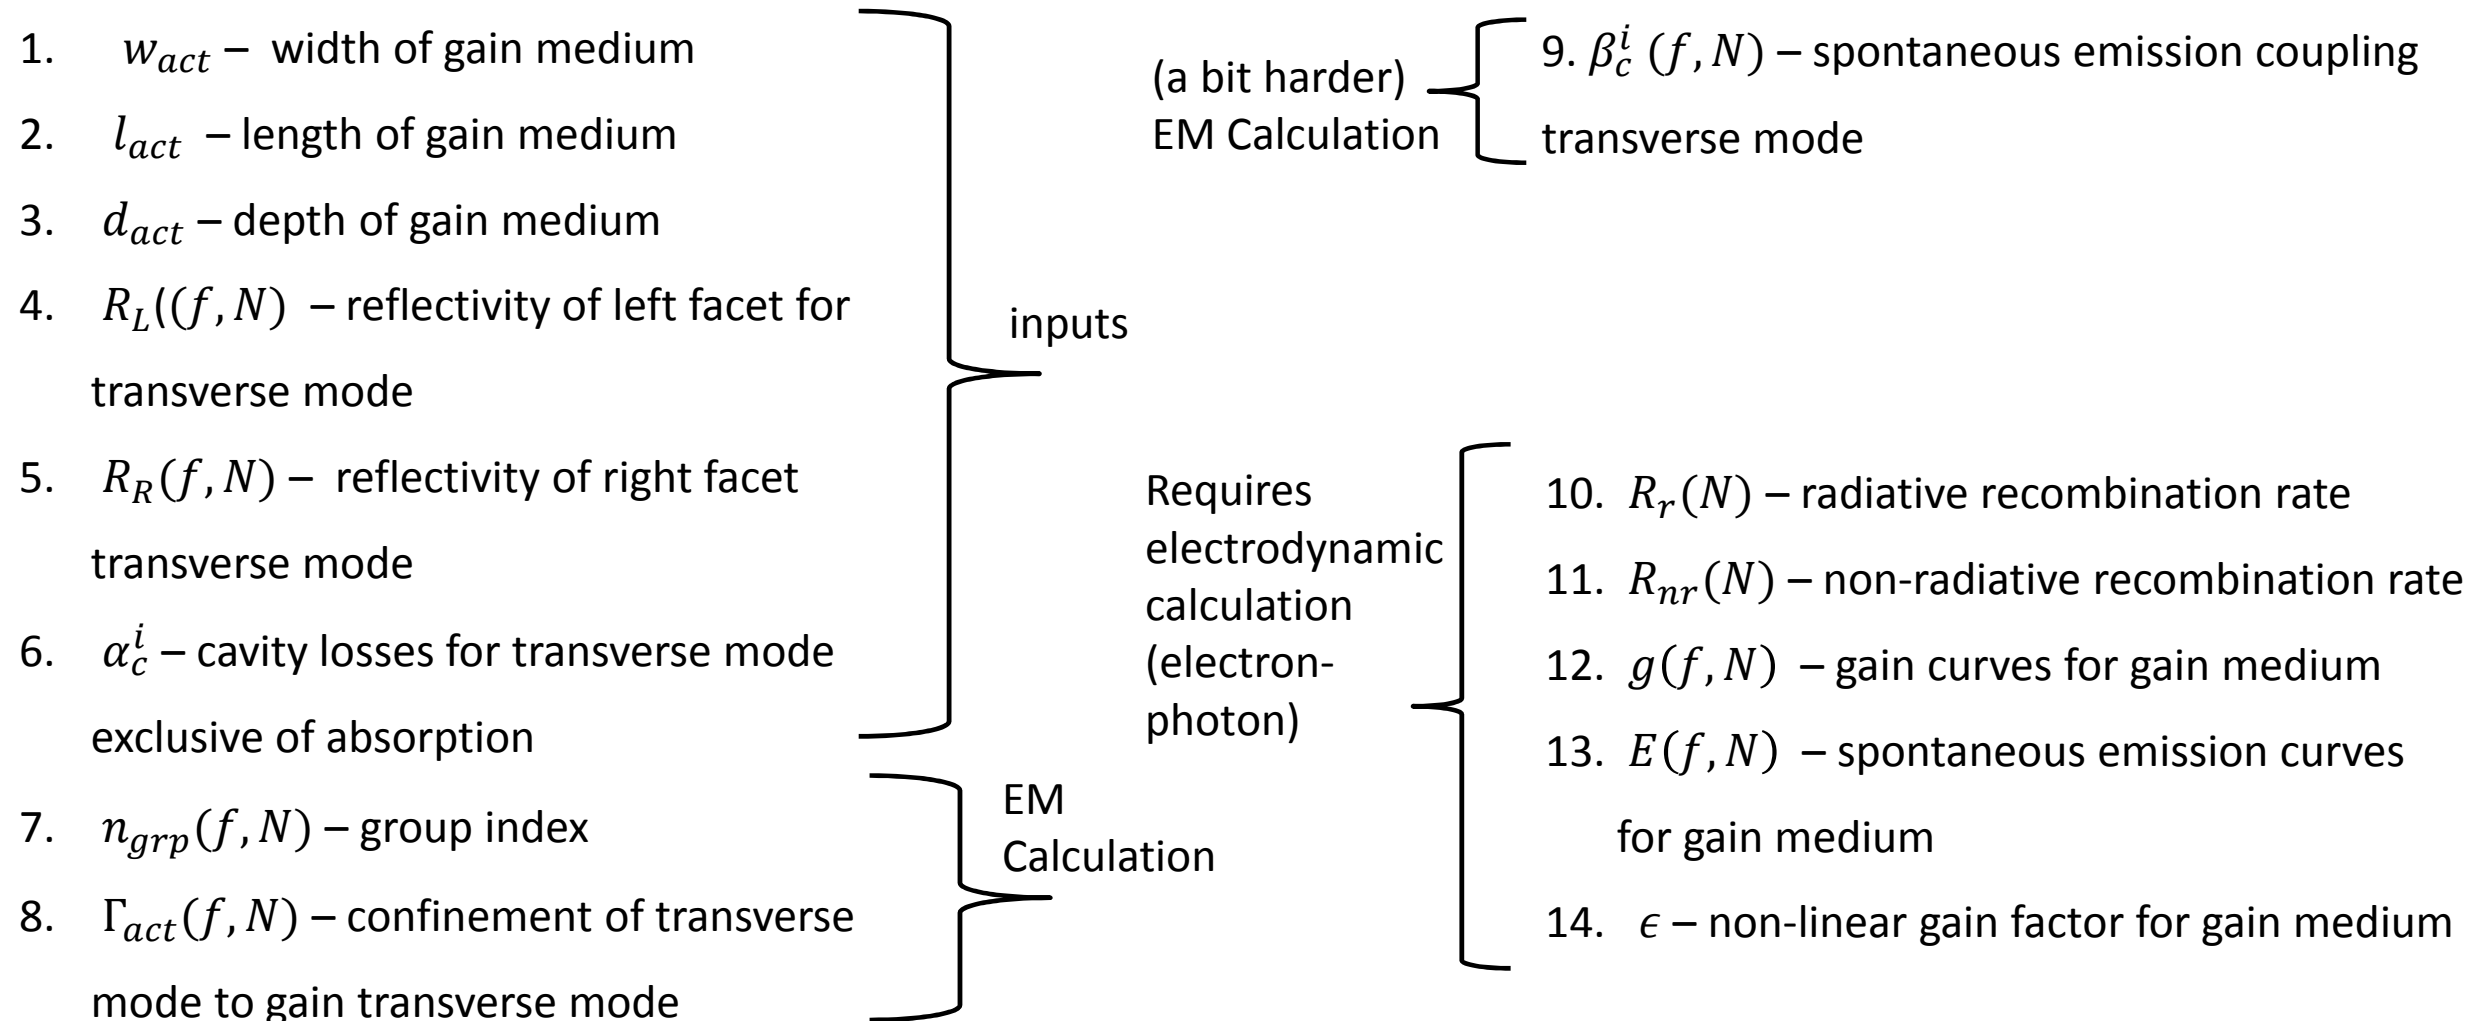 1. w_act – width of gain medium
2. l_act – length of gain medium
3. d_act – depth of gain medium
4. R_L((f, N) – reflectivity of left facet for
transverse mode
5. R_R(f, N) – reflectivity of right facet
transverse mode
6. α_c^i – cavity losses for transverse mode
exclusive of absorption
inputs
7. n_grp(f, N) – group index
8. Γ_act(f, N) – confinement of transverse
mode to gain transverse mode
EM
Calculation
(a bit harder)
EM Calculation
9. β_c^i (f, N) – spontaneous emission coupling
transverse mode
Requires
electrodynamic
calculation
(electron-
photon)
10. R_r(N) – radiative recombination rate
11. R_nr(N) – non-radiative recombination rate
12. g(f, N) – gain curves for gain medium
13. E(f, N) – spontaneous emission curves
for gain medium
14. ϵ – non-linear gain factor for gain medium